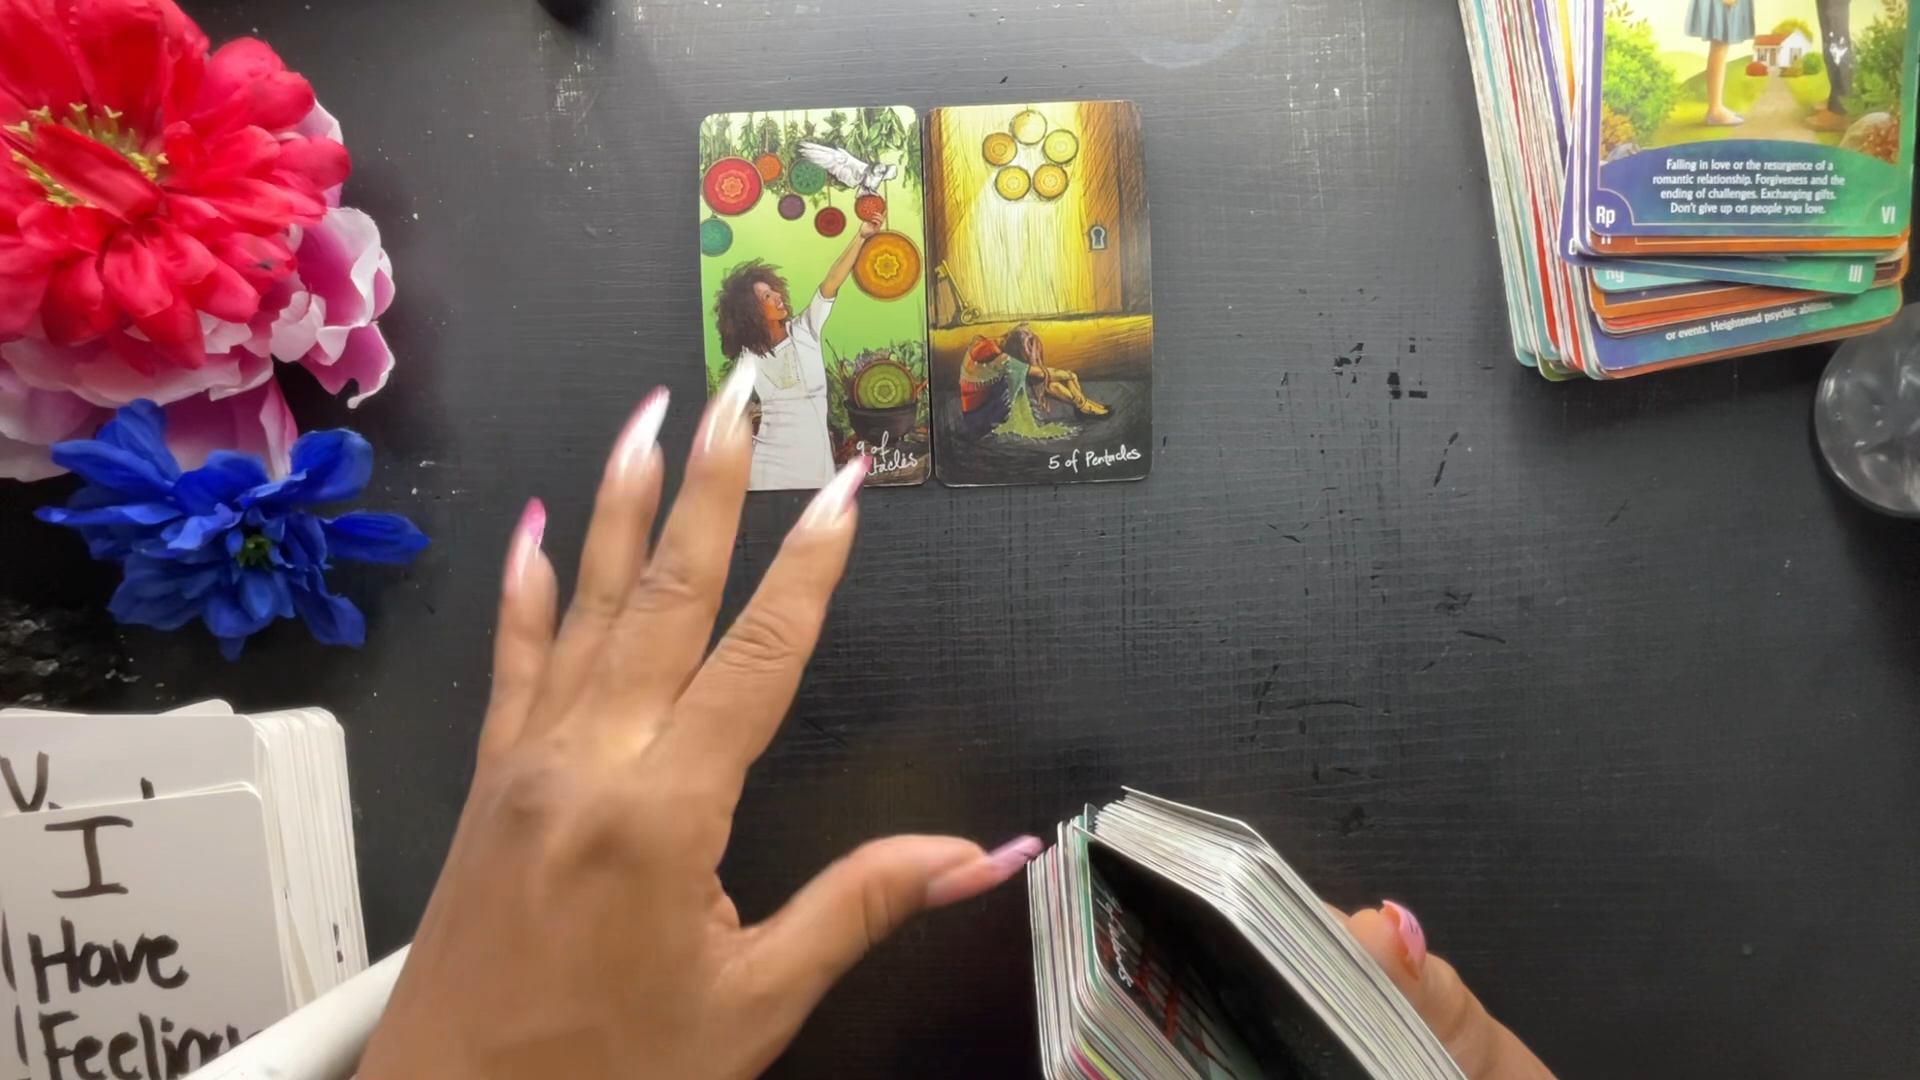 9 of
5 of Pentacles
Falling in love or the resurgence of a
romantic relationship. Forgiveness and the
ending of challenges. Exchanging gifts.
Don't give up on people you love.
Rp
VI
III
or events. Heightened psychic
I
Have